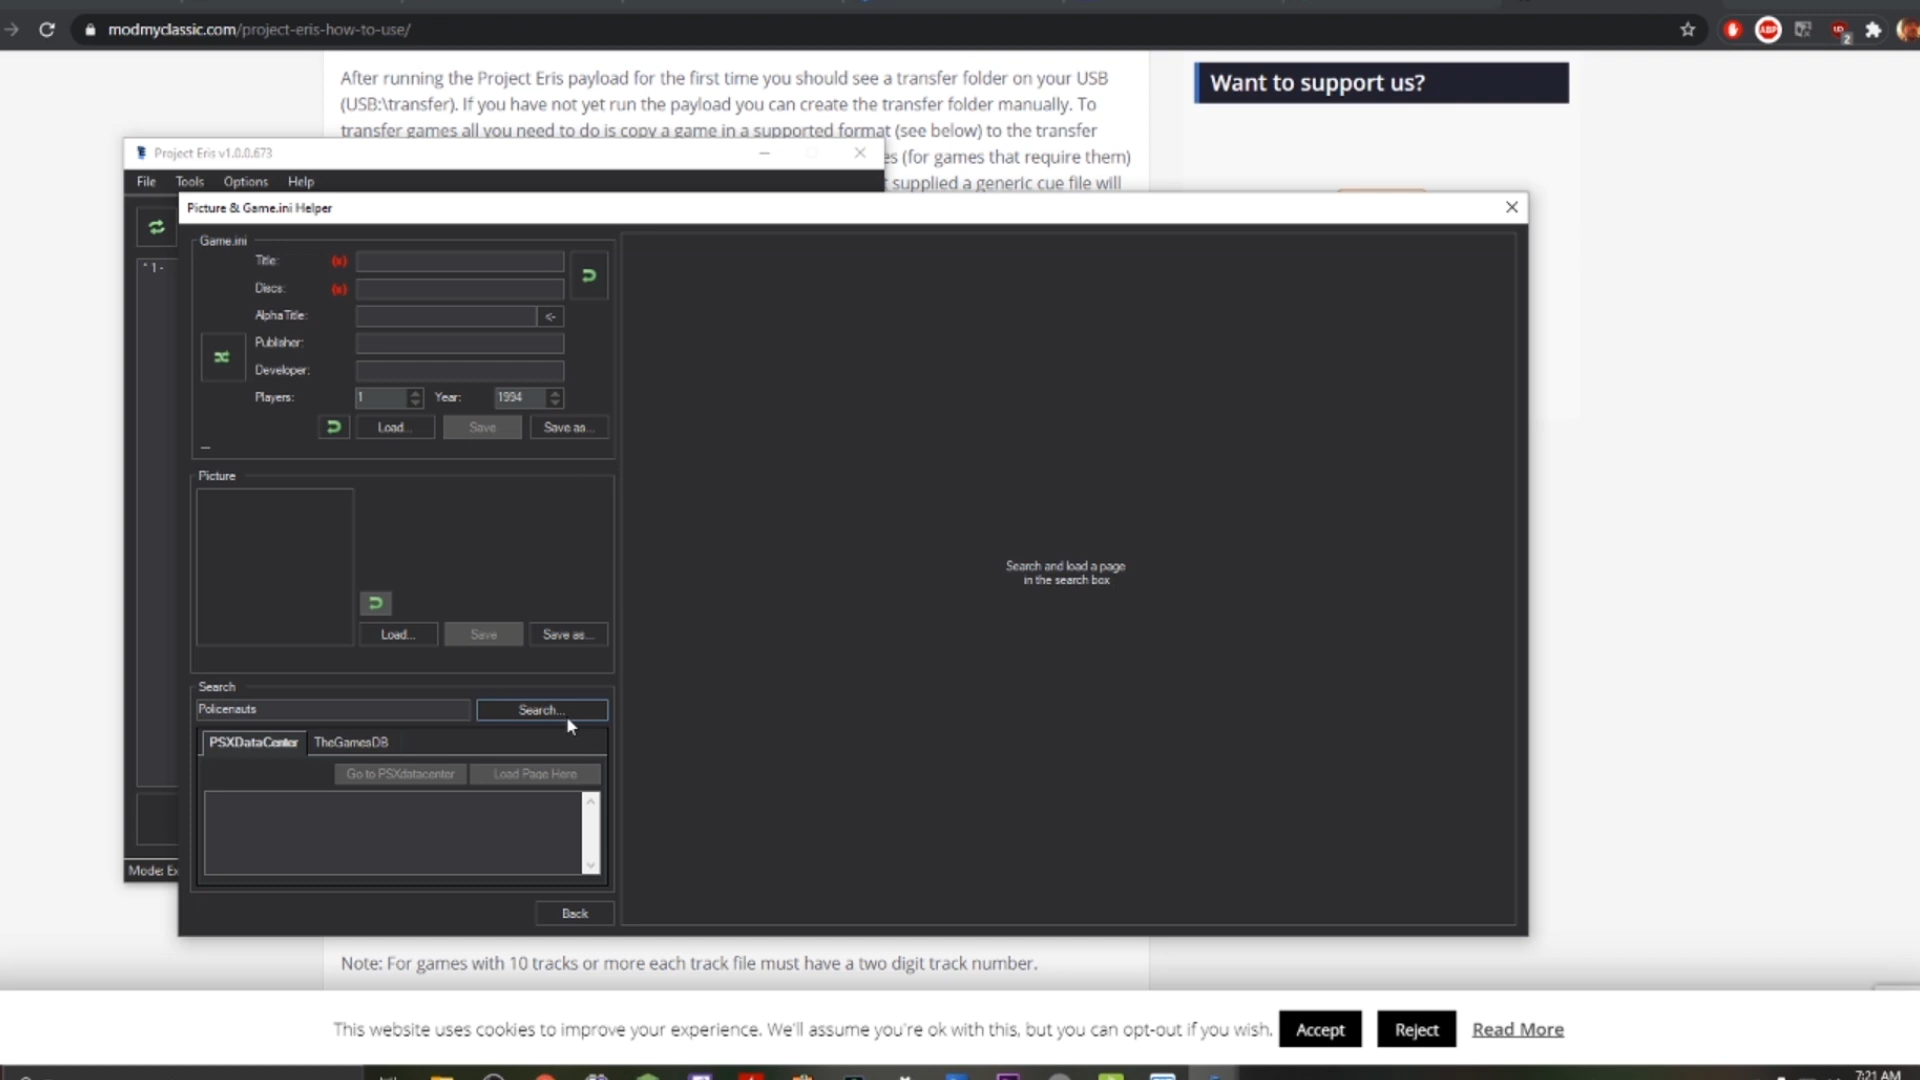 modmyclassic.com/project-eris-how-to-use/
ABP
2
After running the Project Eris payload for the first time you should see a transfer folder on your USB
(USB:\transfer). If you have not yet run the payload you can create the transfer folder manually. To
transfer games all you need to do is copy a game in a supported format (see below) to the transfer
es (for games that require them)
supplied a generic cue file will
Want to support us?
Project Eris v1.0.0.673
File Tools Options Help
* 1 -
Mode: Ex
Picture & Game.ini Helper
Game.ini
Title: (*)
Discs: (*)
AlphaTitle: <-
Publisher:
Developer:
Players: 1 Year: 1994
Load... Save Save as...
Picture
Load... Save Save as...
Search
Policenauts Search...
PSXDataCenter TheGamesDB
Go to PSXdatacenter Load Page Here
Back
Search and load a page
in the search box
Note: For games with 10 tracks or more each track file must have a two digit track number.
This website uses cookies to improve your experience. We'll assume you're ok with this, but you can opt-out if you wish. Accept Reject Read More
7:21 AM